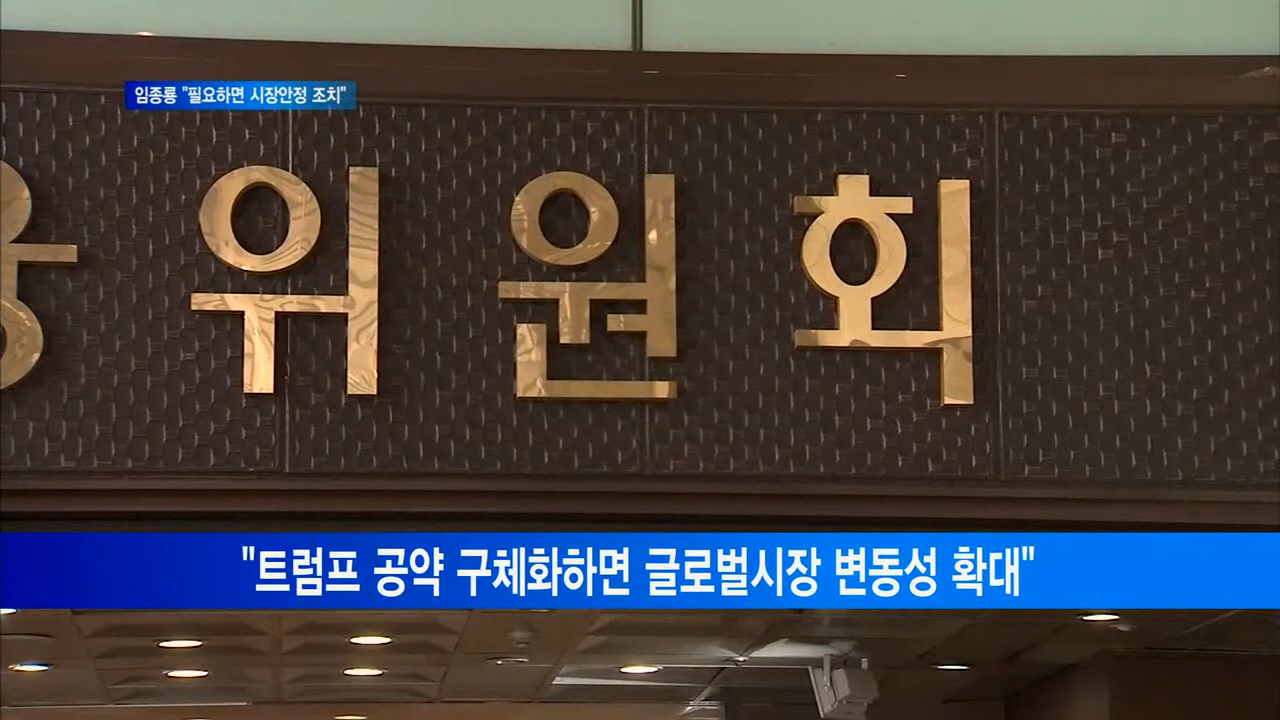 임종룡 "필요하면 시장안정 조치"
위원회
"트럼프 공약 구체화하면 글로벌시장 변동성 확대"